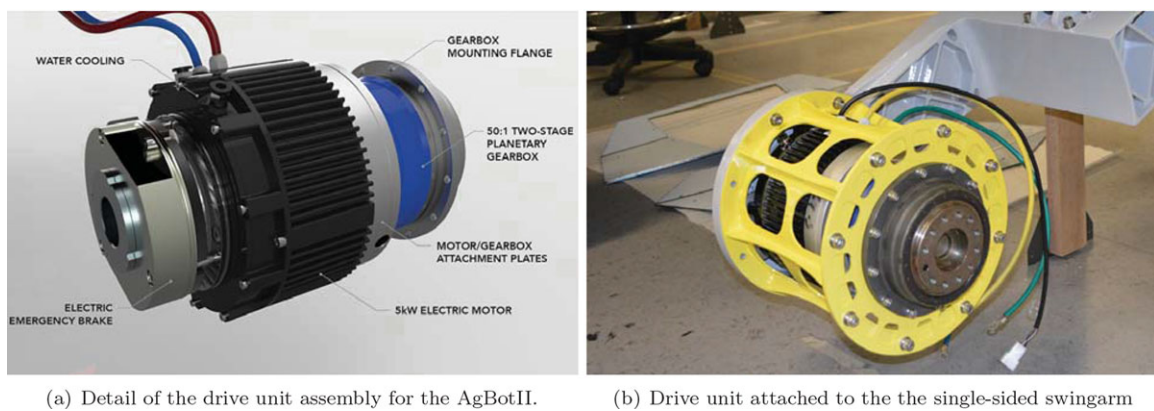 WATER COOLING
GEARBOX
MOUNTING FLANGE
50:1 TWO-STAGE
PLANETARY
GEARBOX
MOTOR/GEARBOX
ATTACHMENT PLATES
ELECTRIC
EMERGENCY BRAKE
5kW ELECTRIC MOTOR
(a) Detail of the drive unit assembly for the AgBotII.
(b) Drive unit attached to the the single-sided swingarm